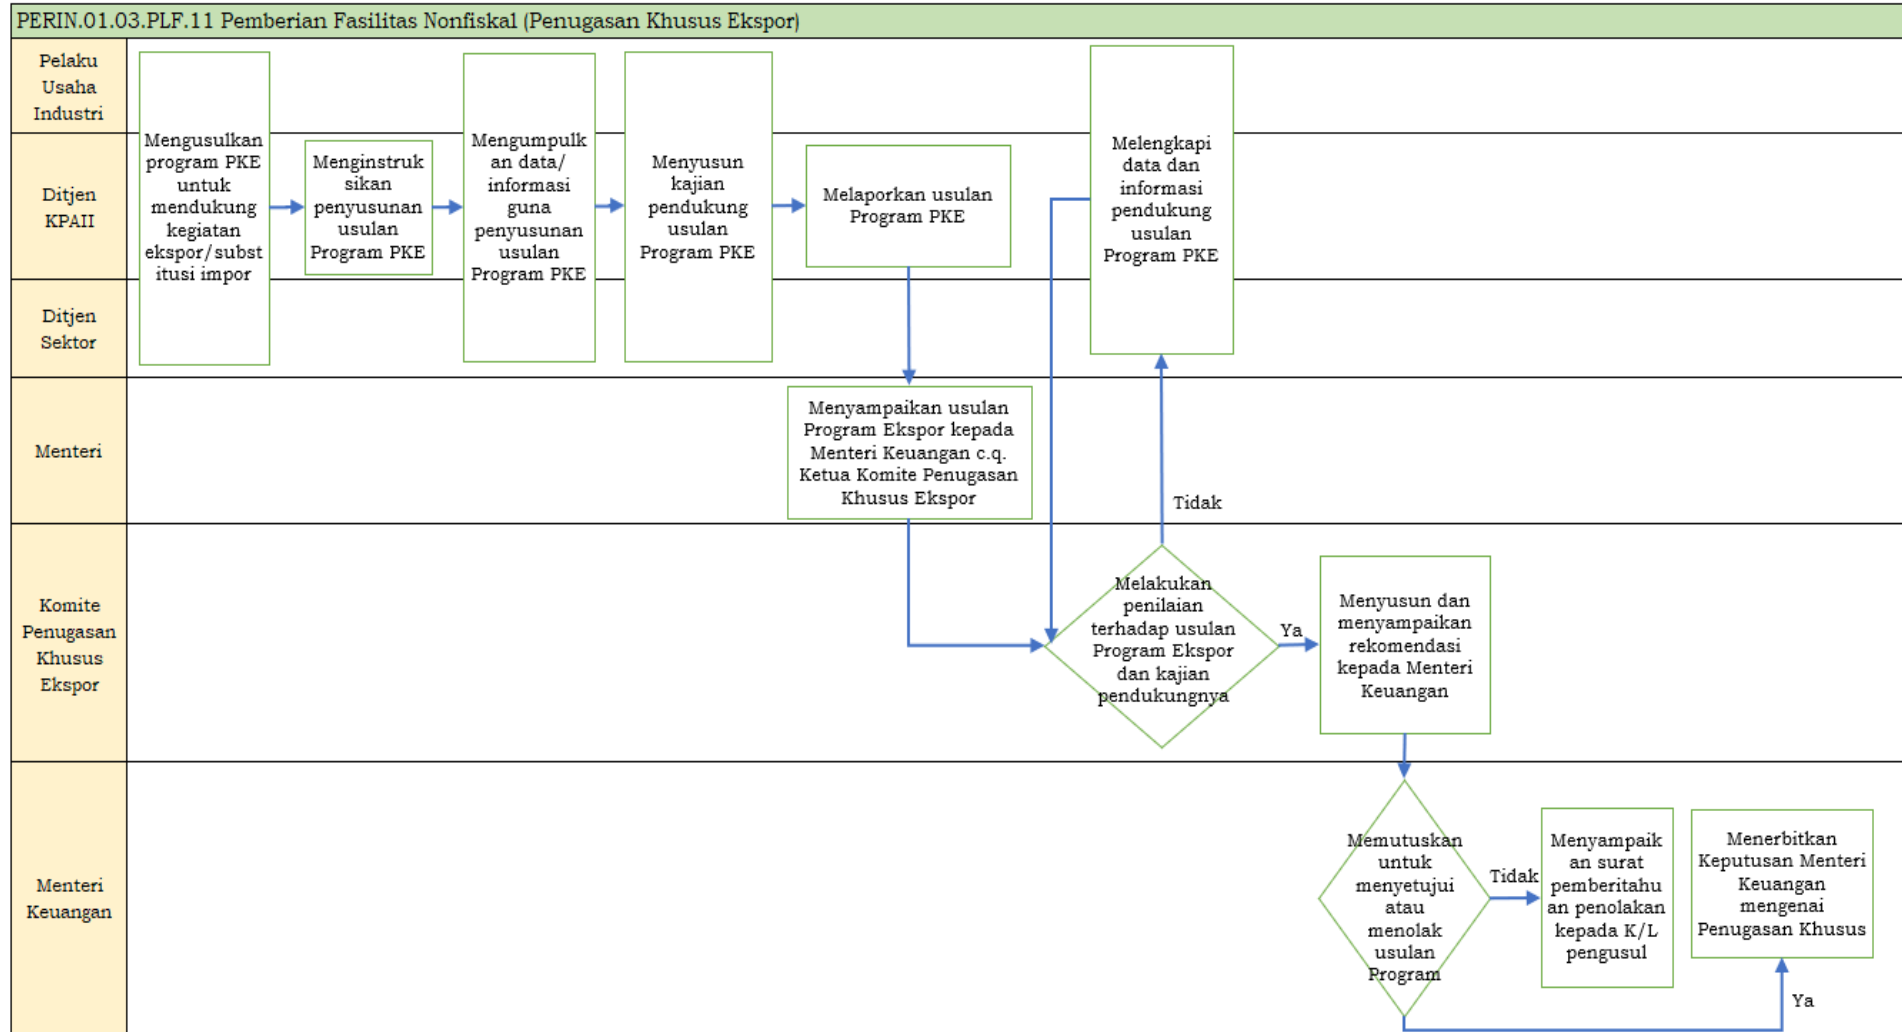 PERIN.01.03.PLF.11 Pemberian Fasilitas Nonfiskal (Penugasan Khusus Ekspor)
Pelaku
Usaha
Industri
Ditjen
KPAII
Ditjen
Sektor
Menteri
Komite
Penugasan
Khusus
Ekspor
Menteri
Keuangan
Mengusulkan
program PKE
untuk
mendukung
kegiatan
ekspor/subst
itusi impor
Menginstruk
sikan
penyusunan
usulan
Program PKE
Mengumpulk
an data/
informasi
guna
penyusunan
usulan
Program PKE
Menyusun
kajian
pendukung
usulan
Program PKE
Melaporkan usulan
Program PKE
Menyampaikan usulan
Program Ekspor kepada
Menteri Keuangan c.q.
Ketua Komite Penugasan
Khusus Ekspor
Melakukan
penilaian
terhadap usulan
Program Ekspor
dan kajian
pendukungnya
Tidak
Melengkapi
data dan
informasi
pendukung
usulan
Program PKE
Ya
Menyusun dan
menyampaikan
rekomendasi
kepada Menteri
Keuangan
Memutuskan
untuk
menyetujui
atau
menolak
usulan
Program
Tidak
Menyampaik
an surat
pemberitahu
an penolakan
kepada K/L
pengusul
Ya
Menerbitkan
Keputusan Menteri
Keuangan
mengenai
Penugasan Khusus